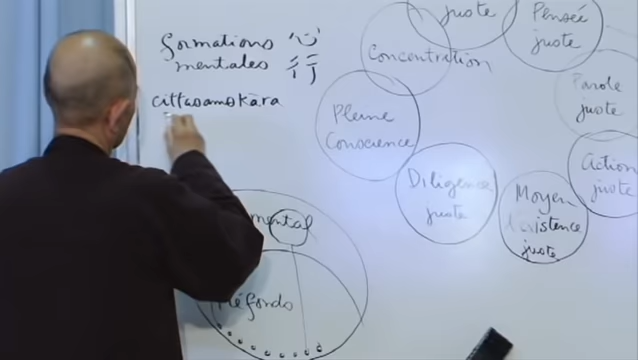 formations
mentales
心
行
cittasamskāra
juste
Pensée
juste
Concentration
Parole
juste
Pleine
Conscience
Action
juste
Diligence
juste
Moyen
d'existence
juste
mental